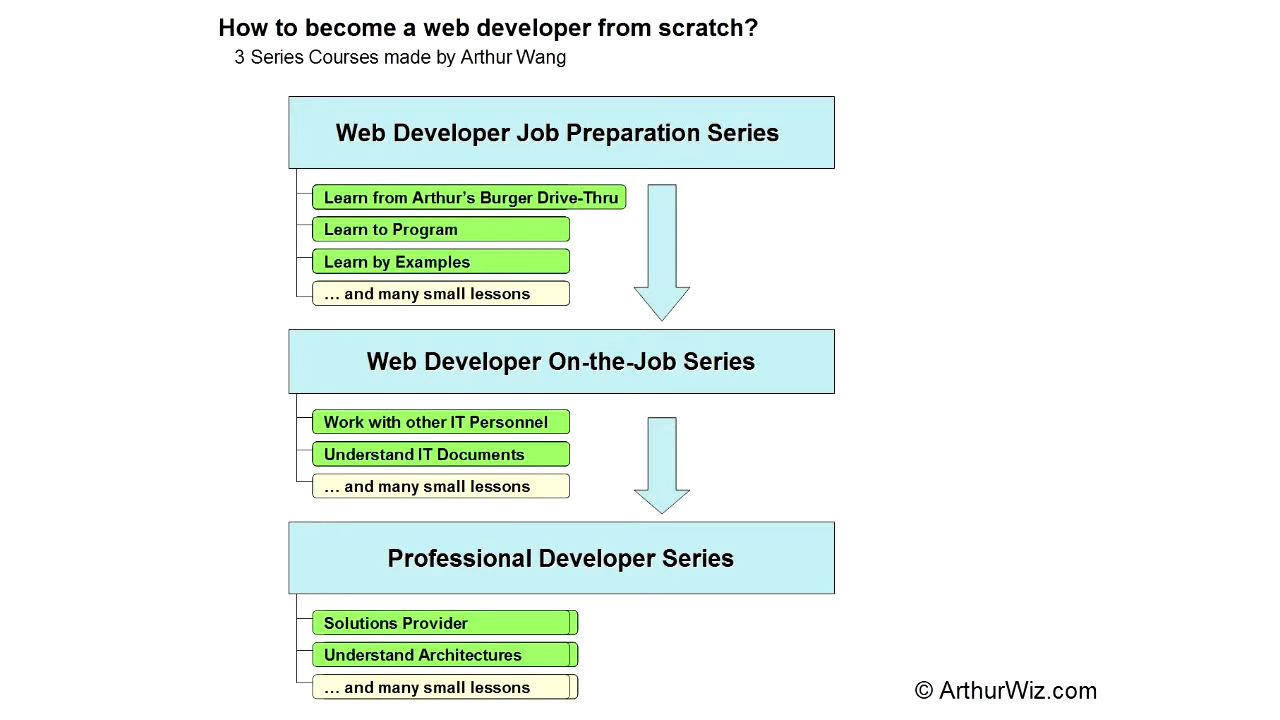 How to become a web developer from scratch?
3 Series Courses made by Arthur Wang
Web Developer Job Preparation Series
Learn from Arthur’s Burger Drive-Thru
Learn to Program
Learn by Examples
… and many small lessons
Web Developer On-the-Job Series
Work with other IT Personnel
Understand IT Documents
… and many small lessons
Professional Developer Series
Solutions Provider
Understand Architectures
… and many small lessons
© ArthurWiz.com